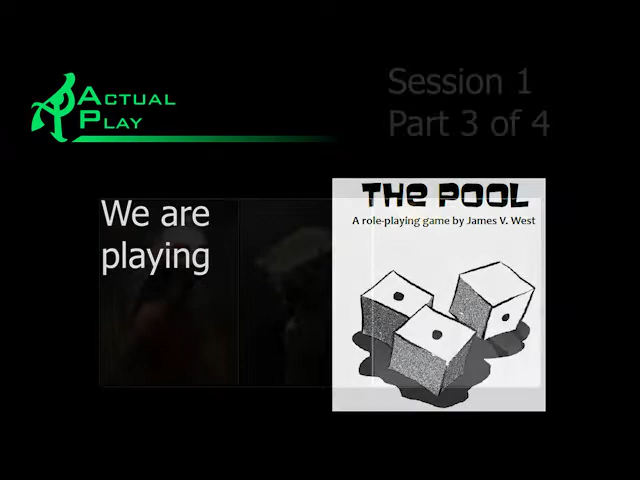 Actual
Play
Session 1
Part 3 of 4
We are
playing
THE POOL
A role-playing game by James V. West